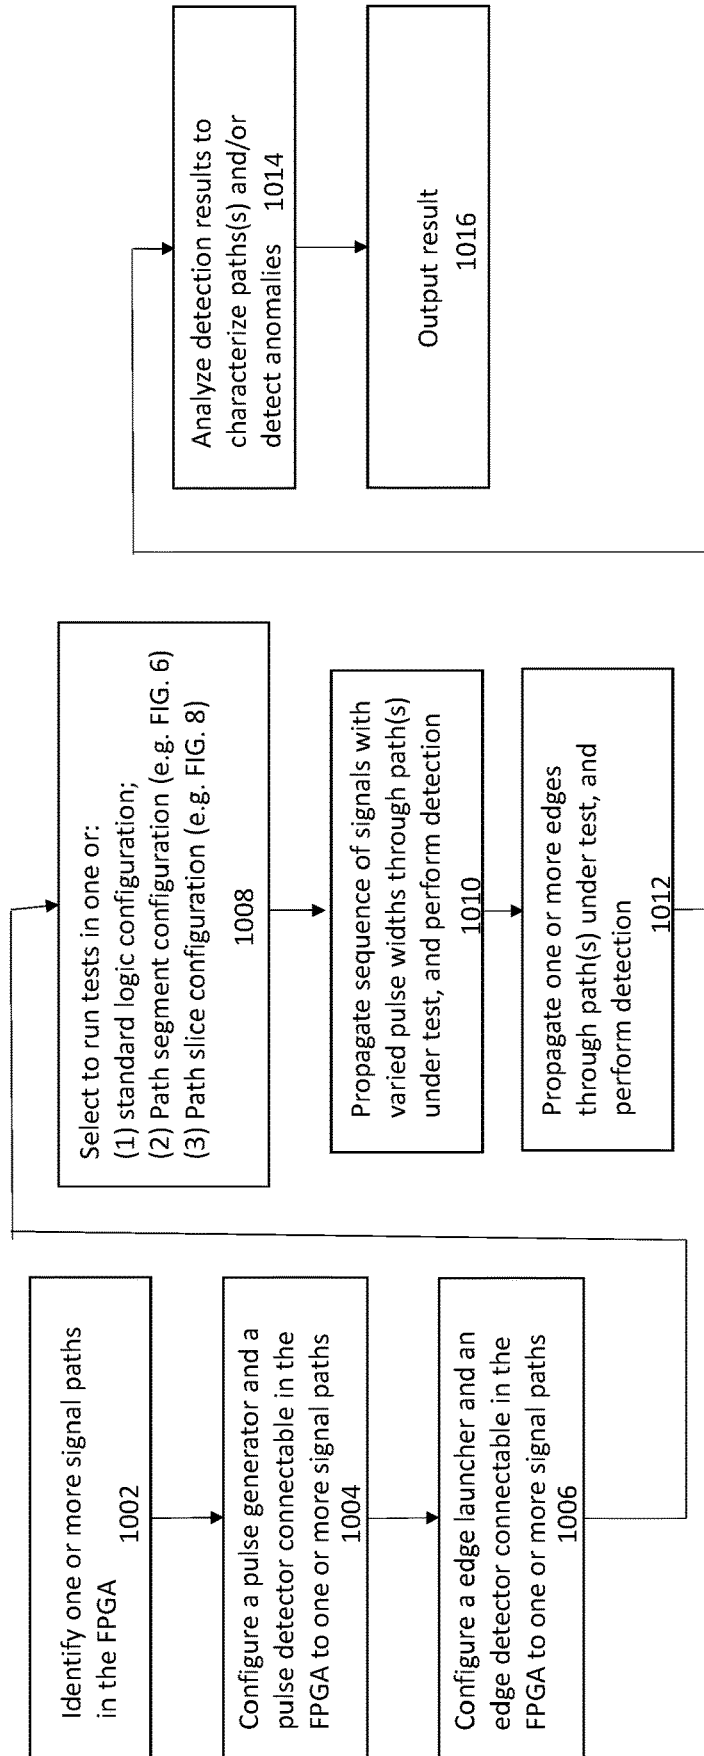 Identify one or more signal paths
in the FPGA
1002
Configure a pulse generator and a
pulse detector connectable in the
FPGA to one or more signal paths
1004
Configure a edge launcher and an
edge detector connectable in the
FPGA to one or more signal paths
1006
Select to run tests in one or:
(1) standard logic configuration;
(2) Path segment configuration (e.g. FIG. 6)
(3) Path slice configuration (e.g. FIG. 8)
1008
Propagate sequence of signals with
varied pulse widths through path(s)
under test, and perform detection
1010
Propagate one or more edges
through path(s) under test, and
perform detection
1012
Analyze detection results to
characterize paths(s) and/or
detect anomalies 1014
Output result
1016